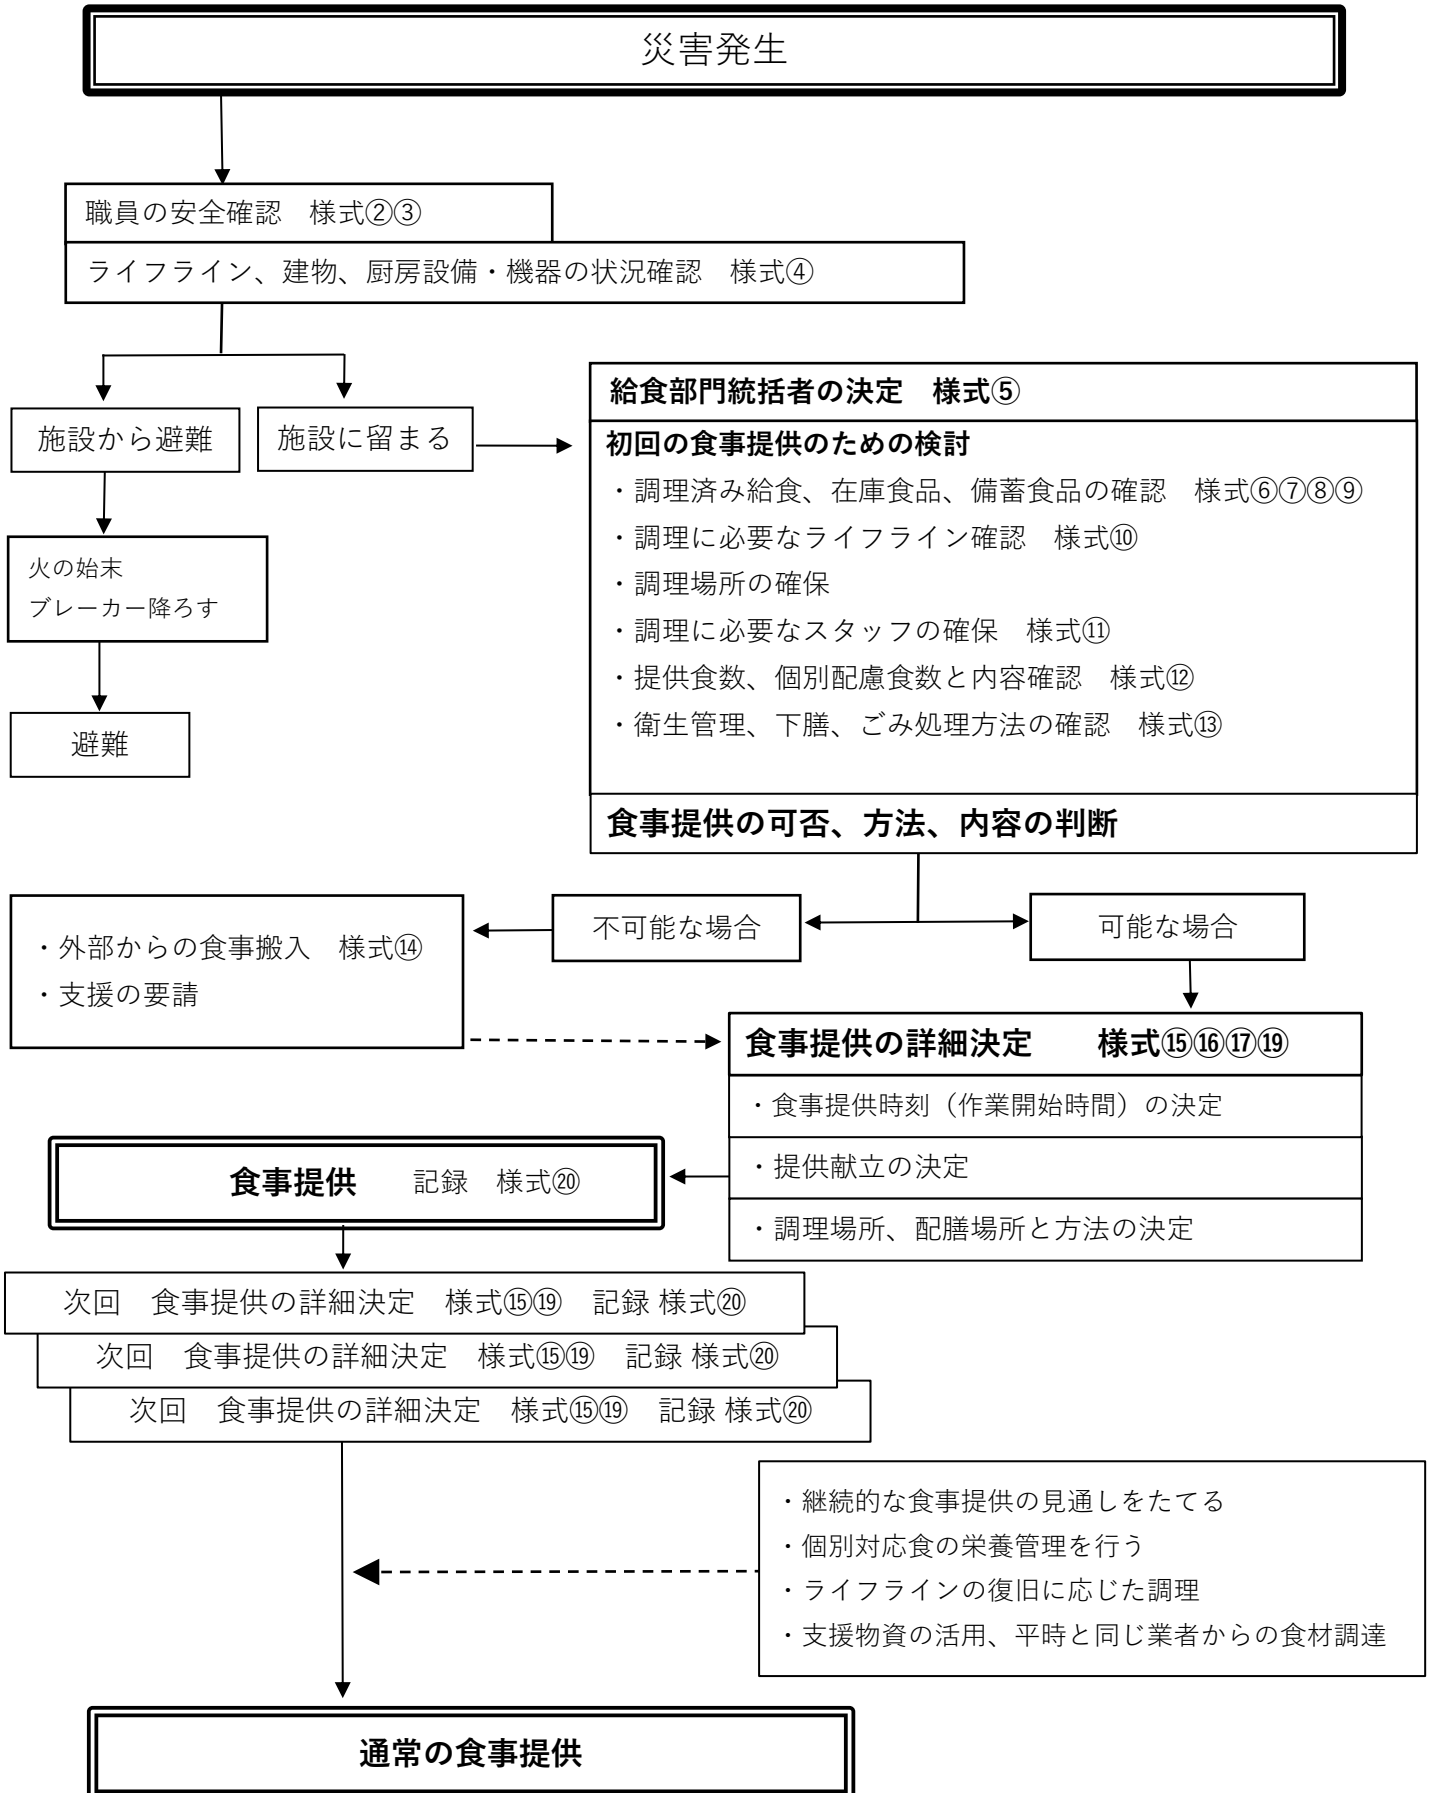 災害発生
職員の安全確認　様式②③
ライフライン、建物、厨房設備・機器の状況確認　様式④
施設から避難
施設に留まる
火の始末
ブレーカー降ろす
避難
給食部門統括者の決定　様式⑤
初回の食事提供のための検討
・調理済み給食、在庫食品、備蓄食品の確認　様式⑥⑦⑧⑨
・調理に必要なライフライン確認　様式⑩
・調理場所の確保
・調理に必要なスタッフの確保　様式⑪
・提供食数、個別配慮食数と内容確認　様式⑫
・衛生管理、下膳、ごみ処理方法の確認　様式⑬
食事提供の可否、方法、内容の判断
不可能な場合
可能な場合
・外部からの食事搬入　様式⑭
・支援の要請
食事提供の詳細決定　　様式⑮⑯⑰⑲
・食事提供時刻（作業開始時間）の決定
・提供献立の決定
・調理場所、配膳場所と方法の決定
食事提供　　記録　様式⑳
次回　食事提供の詳細決定　様式⑮⑲　記録 様式⑳
次回　食事提供の詳細決定　様式⑮⑲　記録 様式⑳
次回　食事提供の詳細決定　様式⑮⑲　記録 様式⑳
・継続的な食事提供の見通しをたてる
・個別対応食の栄養管理を行う
・ライフラインの復旧に応じた調理
・支援物資の活用、平時と同じ業者からの食材調達
通常の食事提供